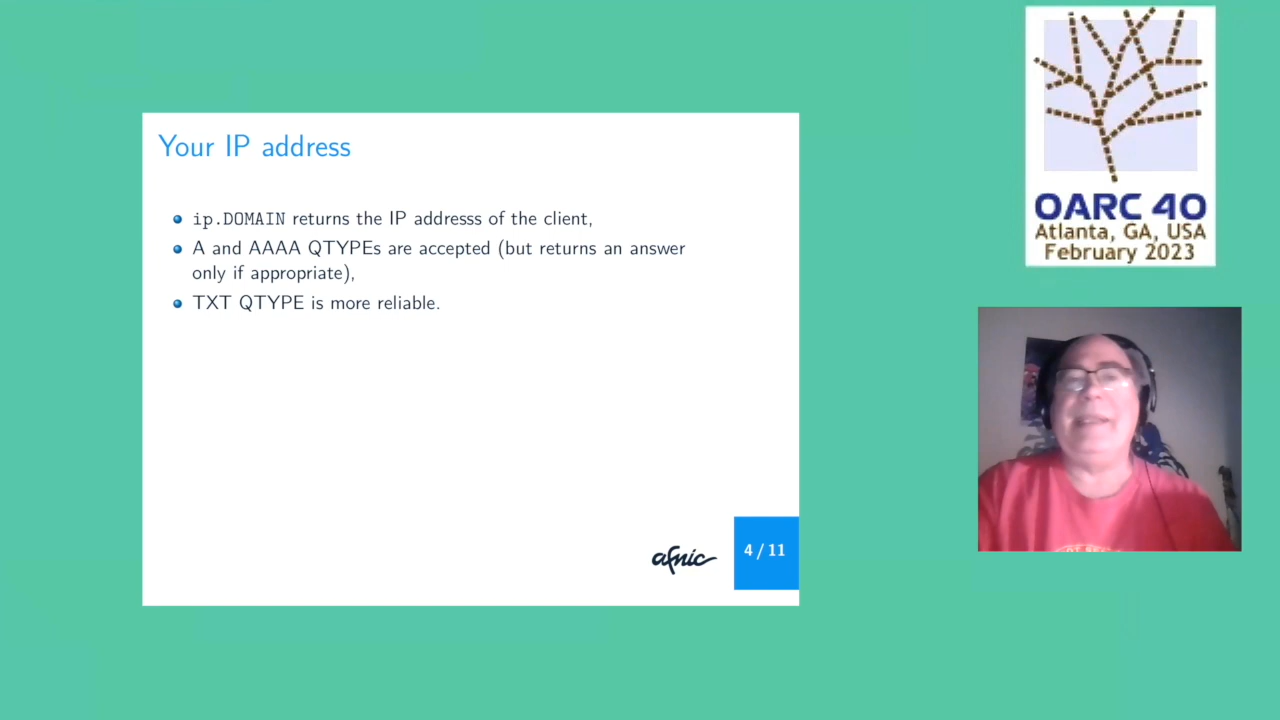 Your IP address
ip.DOMAIN returns the IP addresss of the client,
A and AAAA QTYPEs are accepted (but returns an answer
only if appropriate),
TXT QTYPE is more reliable.
afnic
4 / 11
OARC 40
Atlanta, GA, USA
February 2023